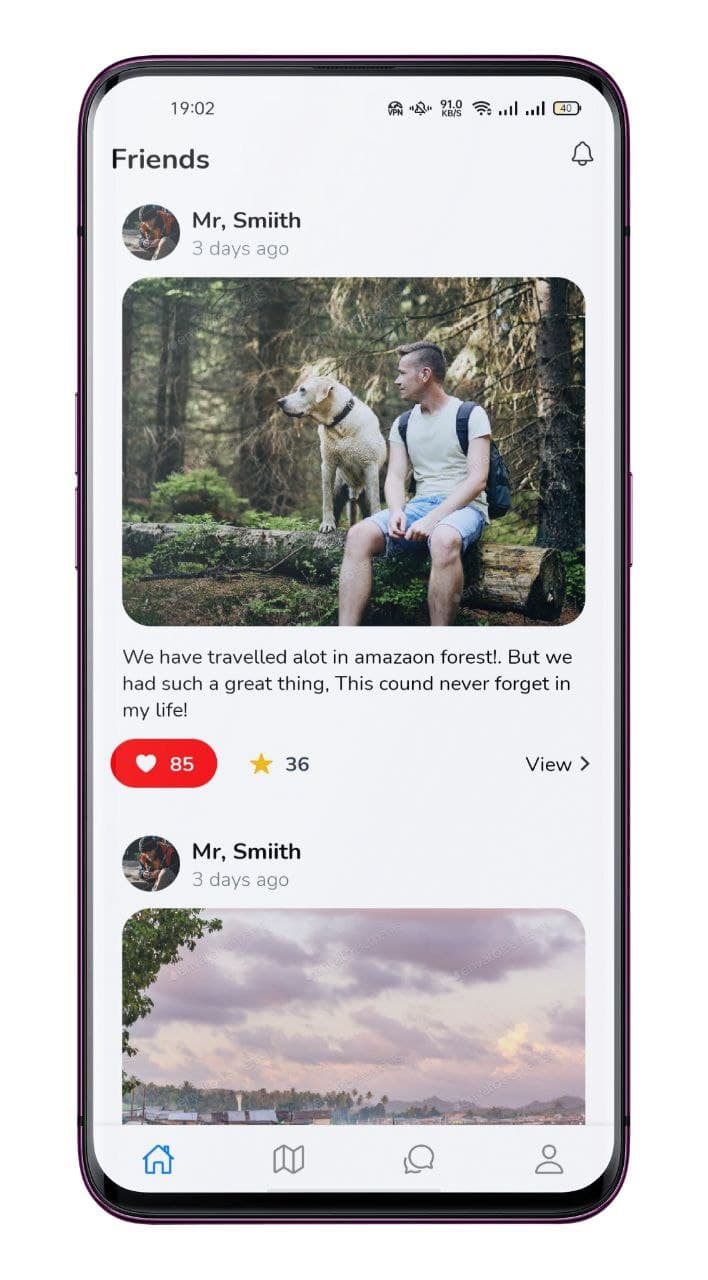 19:02
VPN
91.0
KB/S
40
Friends
Mr, Smiith
3 days ago
We have travelled alot in amazaon forest!. But we
had such a great thing, This cound never forget in
my life!
85
36
View
Mr, Smiith
3 days ago